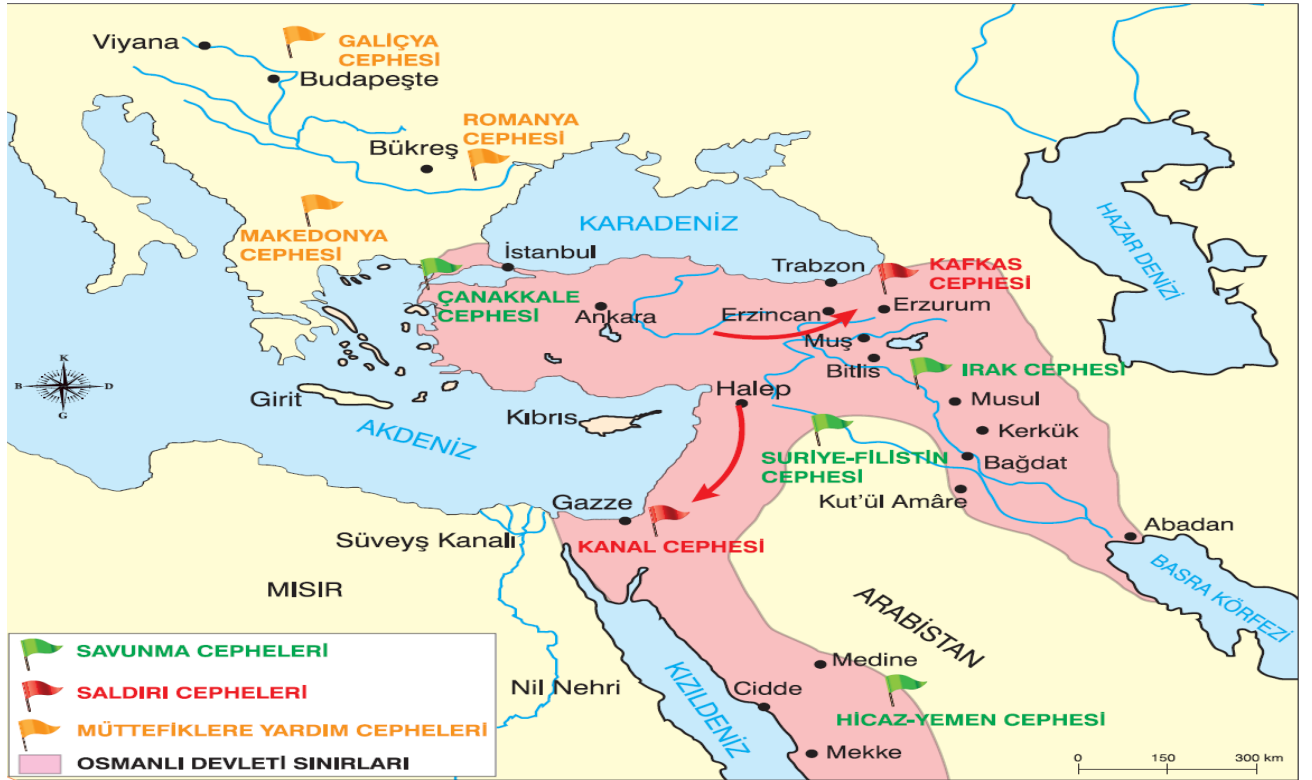 Viyana
GALİÇYA
CEPHESİ
Budapeşte
ROMANYA
CEPHESİ
Bükreş
MAKEDONYA
CEPHESİ
KARADENİZ
HAZAR DENİZİ
İstanbul
Trabzon
KAFKAS
CEPHESİ
ÇANAKKALE
CEPHESİ
Ankara
Erzincan
Erzurum
Muş
Bitlis
IRAK CEPHESİ
K
B
D
G
Girit
AKDENİZ
Kıbrıs
Halep
Musul
Kerkük
SURİYE-FİLİSTİN
CEPHESİ
Bağdat
Kut'ül Amâre
Gazze
Süveyş Kanalı
KANAL CEPHESİ
Abadan
BASRA KÖRFEZİ
MISIR
ARABİSTAN
Nil Nehri
KIZILDENİZ
Medine
Cidde
HİCAZ-YEMEN CEPHESİ
Mekke
SAVUNMA CEPHELERİ
SALDIRI CEPHELERİ
MÜTTEFİKLERE YARDIM CEPHELERİ
OSMANLI DEVLETİ SINIRLARI
0 150 300 km